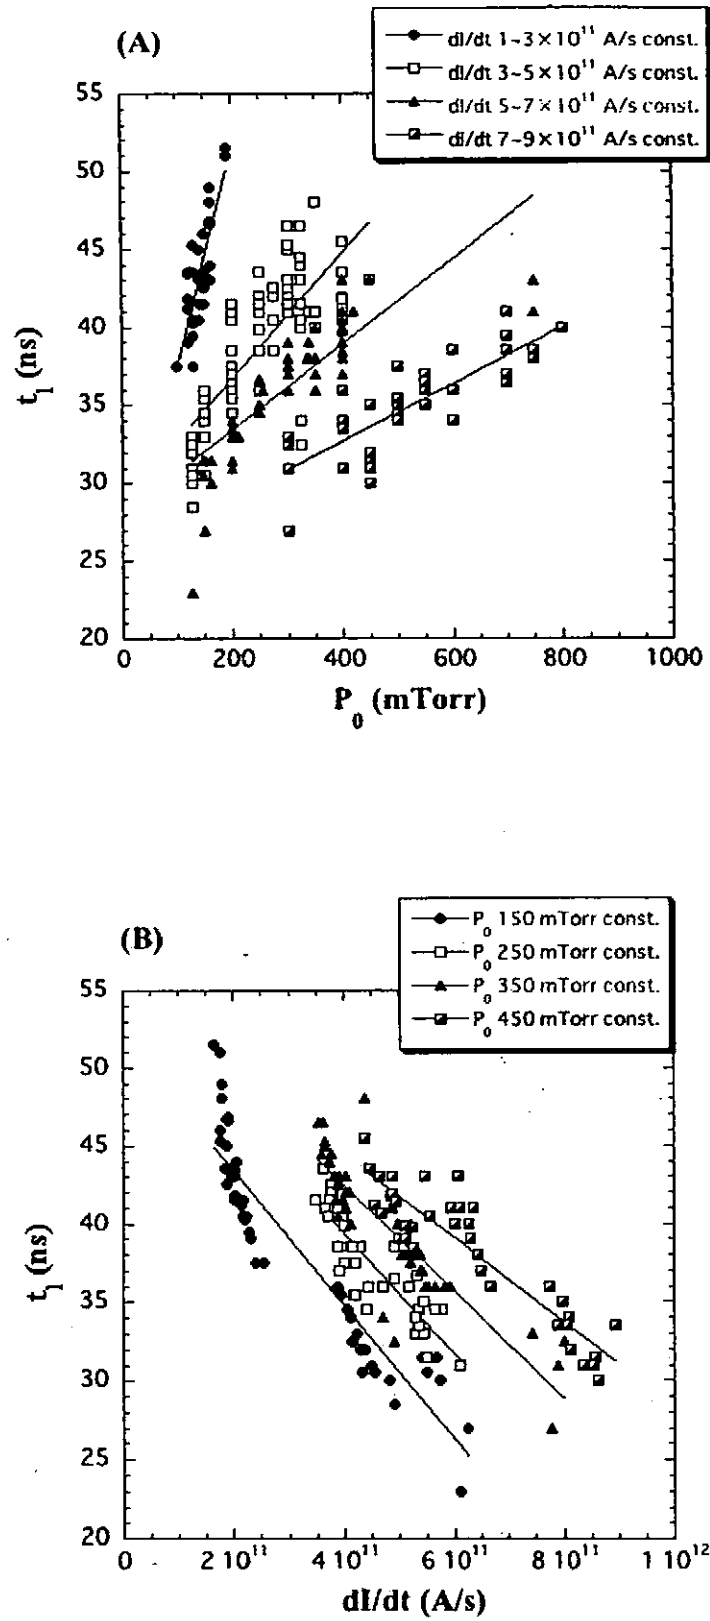 (A)
dI/dt 1~3×10¹¹ A/s const.
dI/dt 3~5×10¹¹ A/s const.
dI/dt 5~7×10¹¹ A/s const.
dI/dt 7~9×10¹¹ A/s const.
55
50
45
40
35
30
25
20
t₁ (ns)
0 200 400 600 800 1000
P₀ (mTorr)
(B)
P₀ 150 mTorr const.
P₀ 250 mTorr const.
P₀ 350 mTorr const.
P₀ 450 mTorr const.
55
50
45
40
35
30
25
20
t₁ (ns)
0 2 10¹¹ 4 10¹¹ 6 10¹¹ 8 10¹¹ 1 10¹²
dI/dt (A/s)